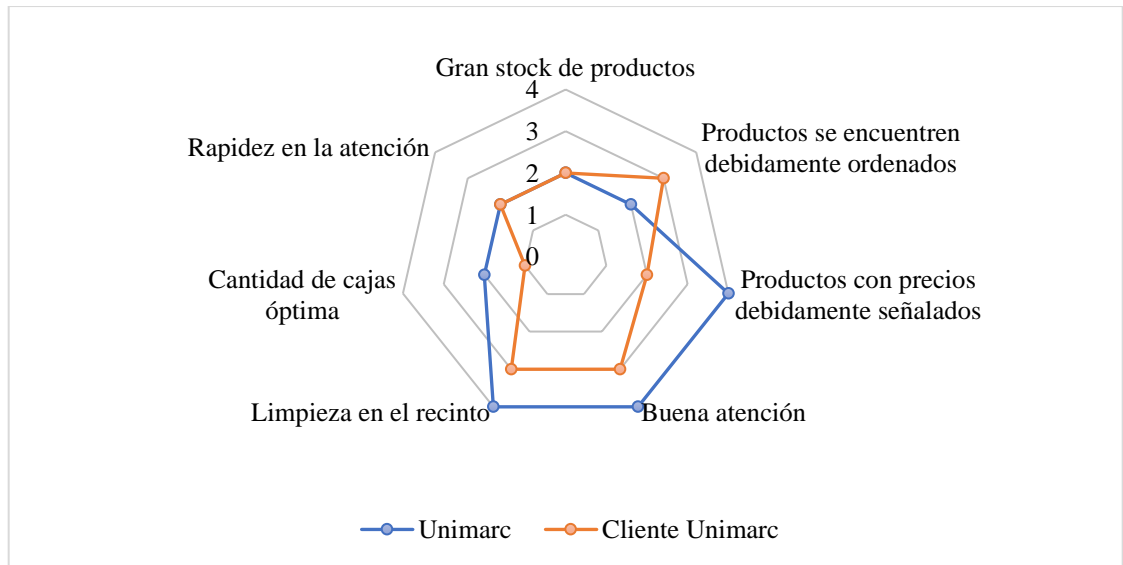 Gran stock de productos
4
3
2
1
0
Productos se encuentren
debidamente ordenados
Productos con precios
debidamente señalados
Buena atención
Limpieza en el recinto
Cantidad de cajas
óptima
Rapidez en la atención
Unimarc
Cliente Unimarc